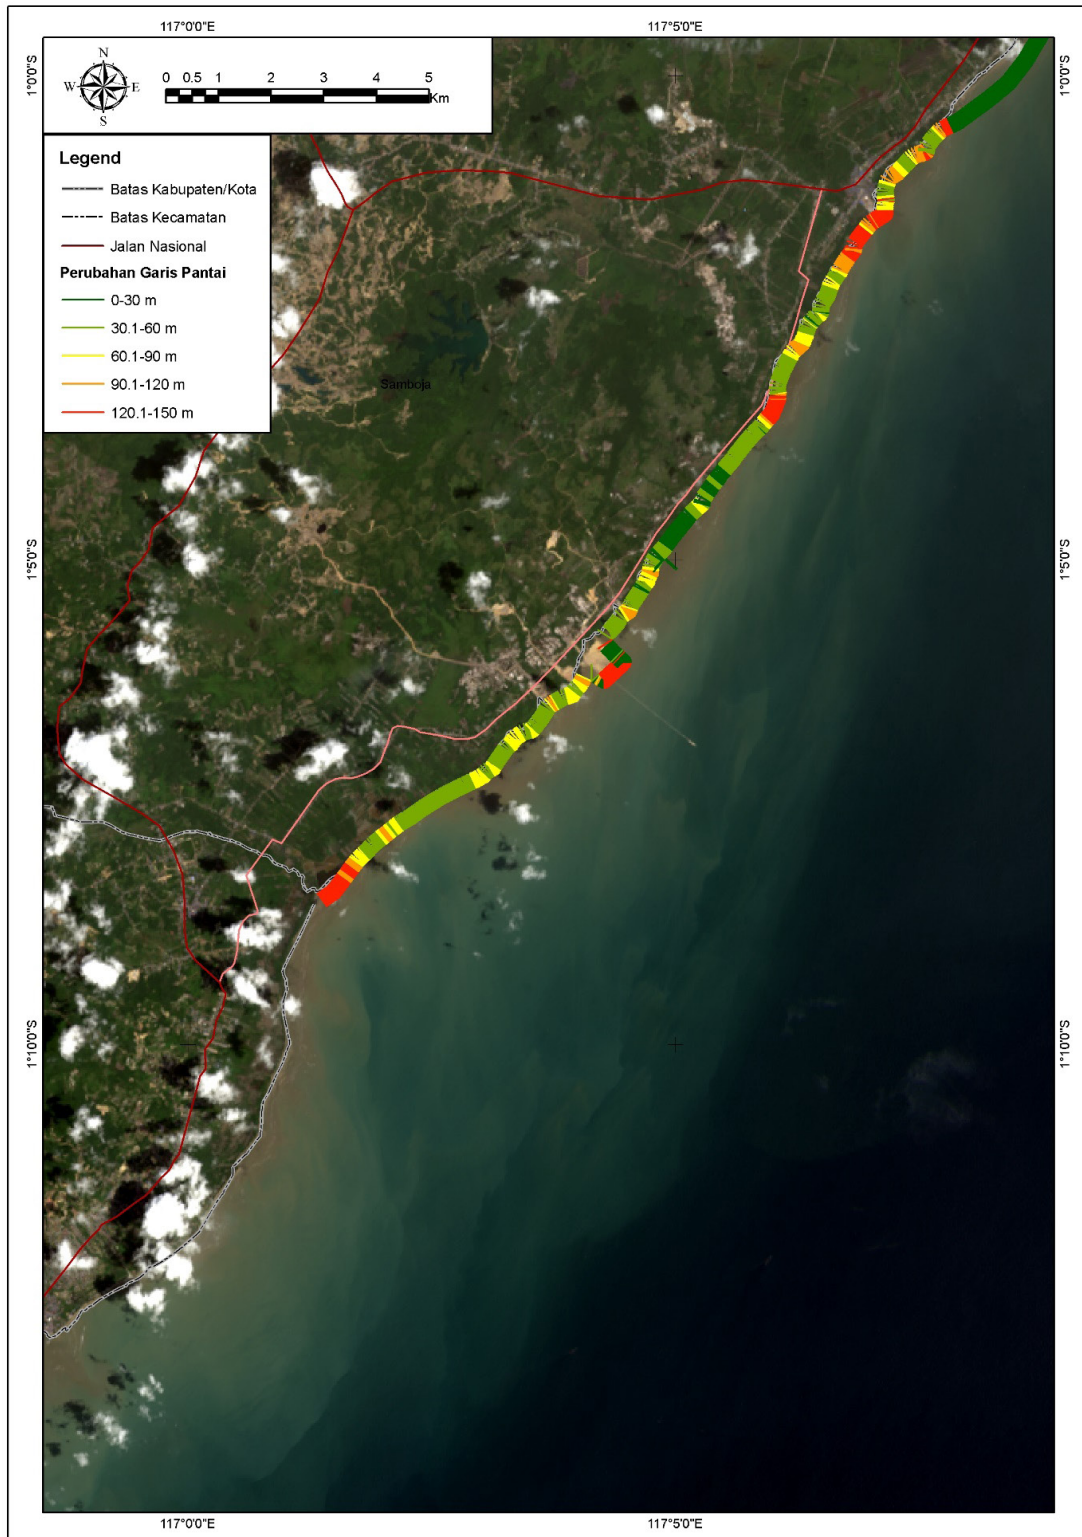 117°0'0"E
117°5'0"E
N
W
E
S
0 0.5 1 2 3 4 5
Km
1°0'0"S
1°0'0"S
Legend
Batas Kabupaten/Kota
Batas Kecamatan
Jalan Nasional
Perubahan Garis Pantai
0-30 m
30.1-60 m
60.1-90 m
90.1-120 m
120.1-150 m
Samboja
1°5'0"S
1°5'0"S
1°10'0"S
1°10'0"S
117°0'0"E
117°5'0"E